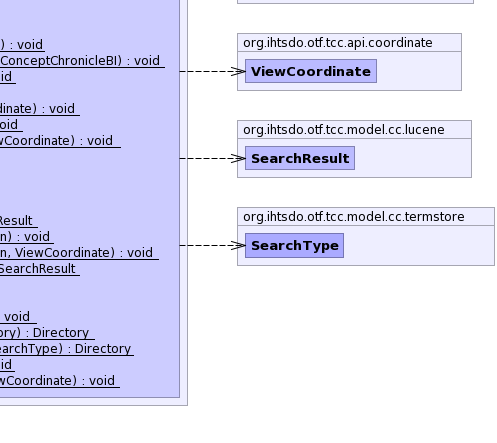 ) : void
ConceptChronicleBI) : void
id
dinate) : void
oid
wCoordinate) : void
Result
n) : void
n, ViewCoordinate) : void
SearchResult
void
ory) : Directory
earchType) : Directory
id
wCoordinate) : void
org.ihtsdo.otf.tcc.api.coordinate
ViewCoordinate
org.ihtsdo.otf.tcc.model.cc.lucene
SearchResult
org.ihtsdo.otf.tcc.model.cc.termstore
SearchType